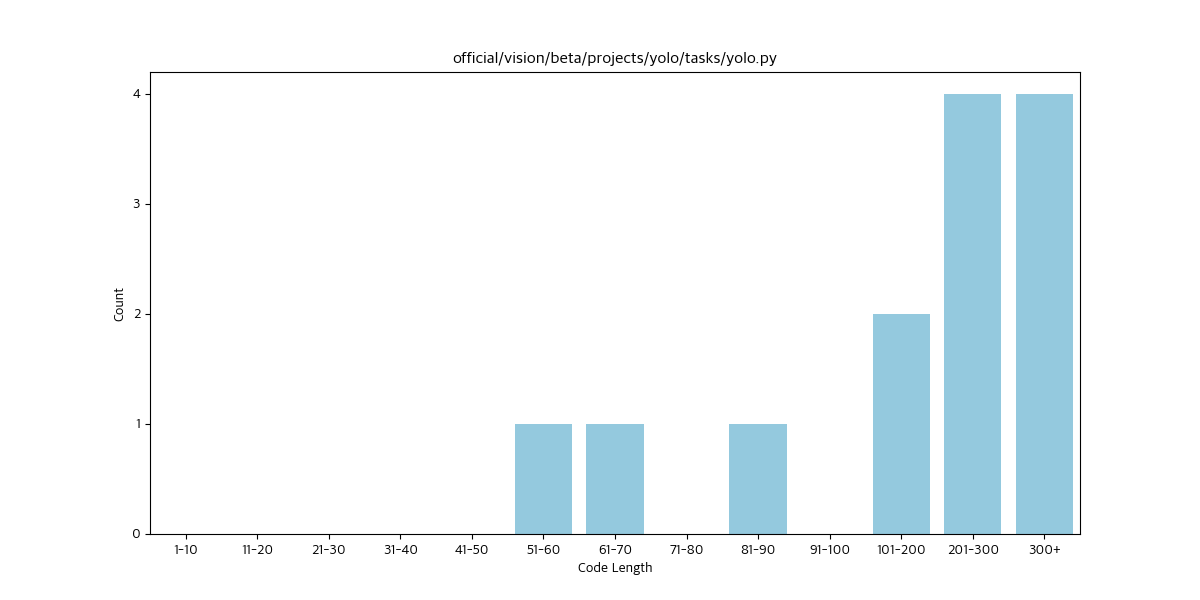 official/vision/beta/projects/yolo/tasks/yolo.py
4
3
2
1
0
Count
1-10 11-20 21-30 31-40 41-50 51-60 61-70 71-80 81-90 91-100 101-200 201-300 300+
Code Length